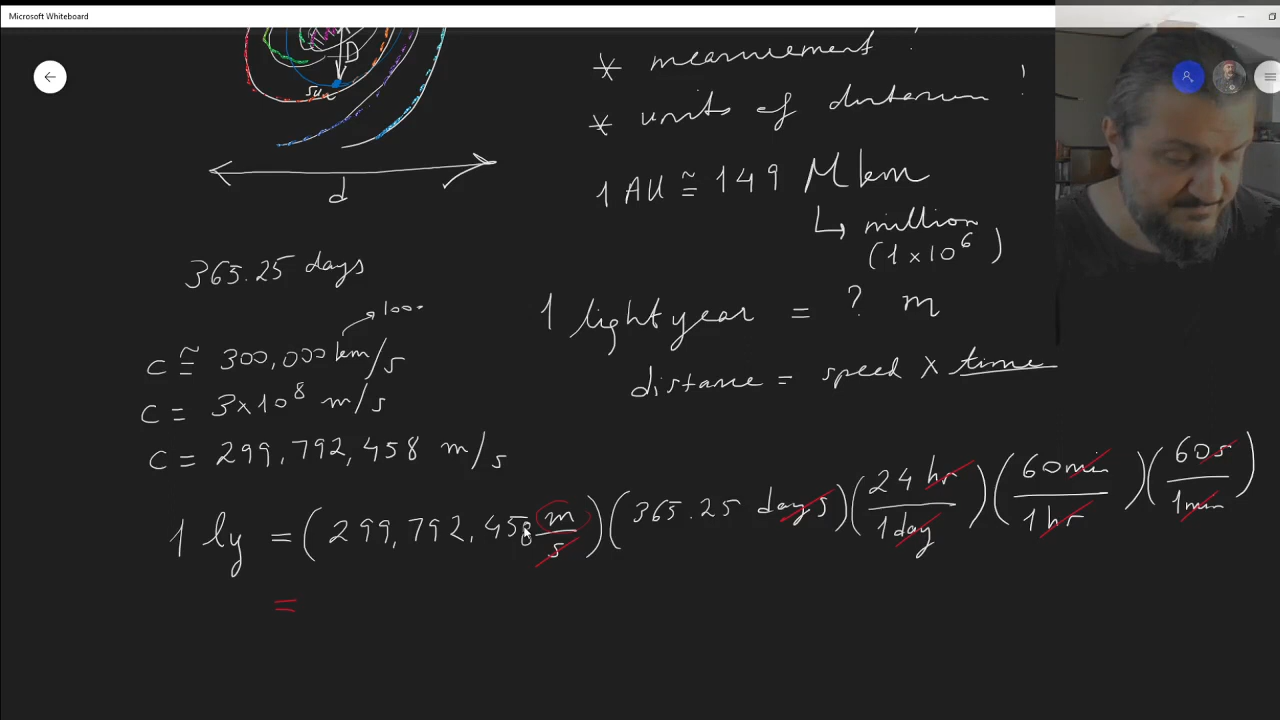 Microsoft Whiteboard
D
Sun
* measurement ?
* units of distance !
d
1 AU ≅ 149 M km
↳ million
(1 × 10⁶)
365.25 days
1000
1 light year = ? m
c ≅ 300,000 km/s
distance = speed × time
c = 3×10⁸ m/s
c = 299,792,458 m/s
1 ly = (299,792,458 m/s)(365.25 days)(24 hr/1 day)(60 min/1 hr)(60 s/1 min)
=